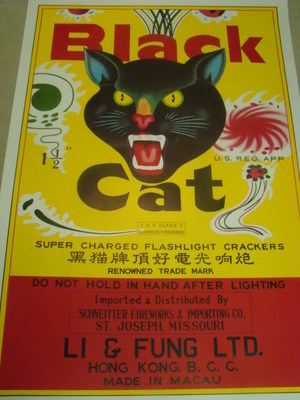 Black
Cat
1 1/2"
U.S. REG. APP
SUPER CHARGED FLASHLIGHT CRACKERS
黑猫牌頂好電光响炮
RENOWNED TRADE MARK
DO NOT HOLD IN HAND AFTER LIGHTING
Imported & Distributed By
SCHNEITTER FIREWORKS & IMPORTING CO.
ST. JOSEPH, MISSOURI
LI & FUNG LTD.
HONG KONG. B. C. C.
MADE IN MACAU